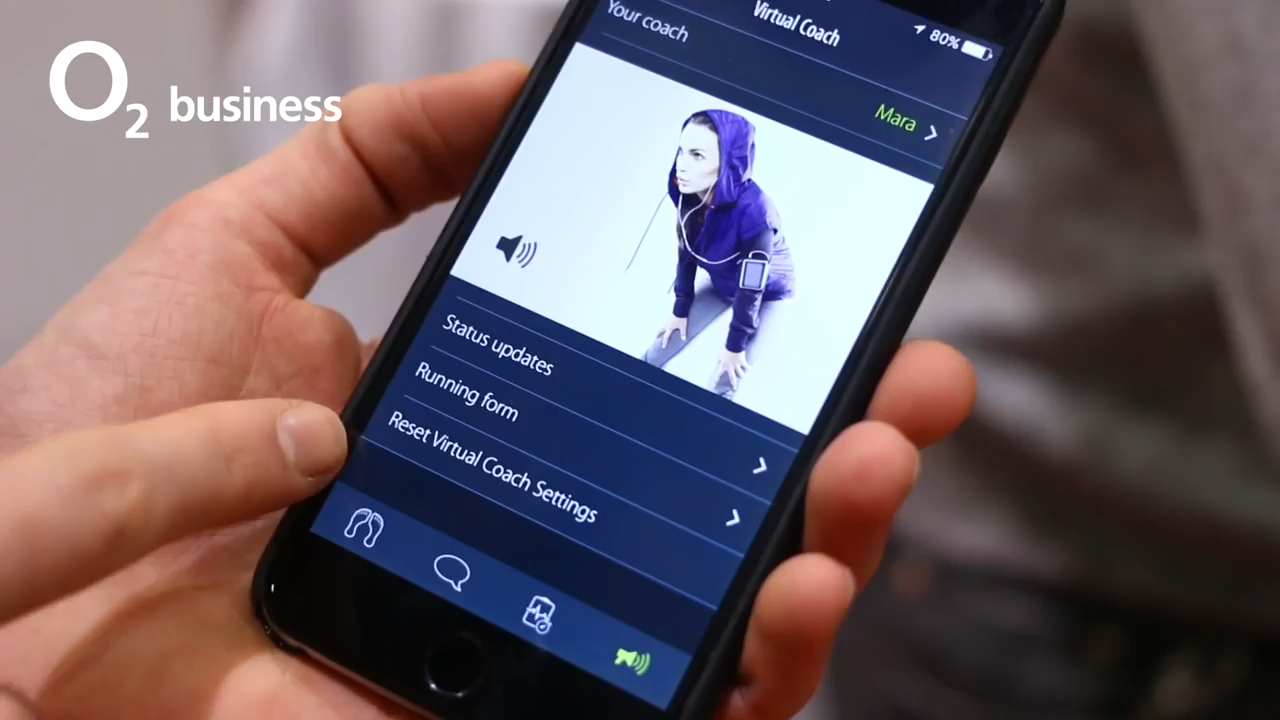 O2 business
Virtual Coach
80%
Your coach
Mara
Status updates
Running form
Reset Virtual Coach Settings